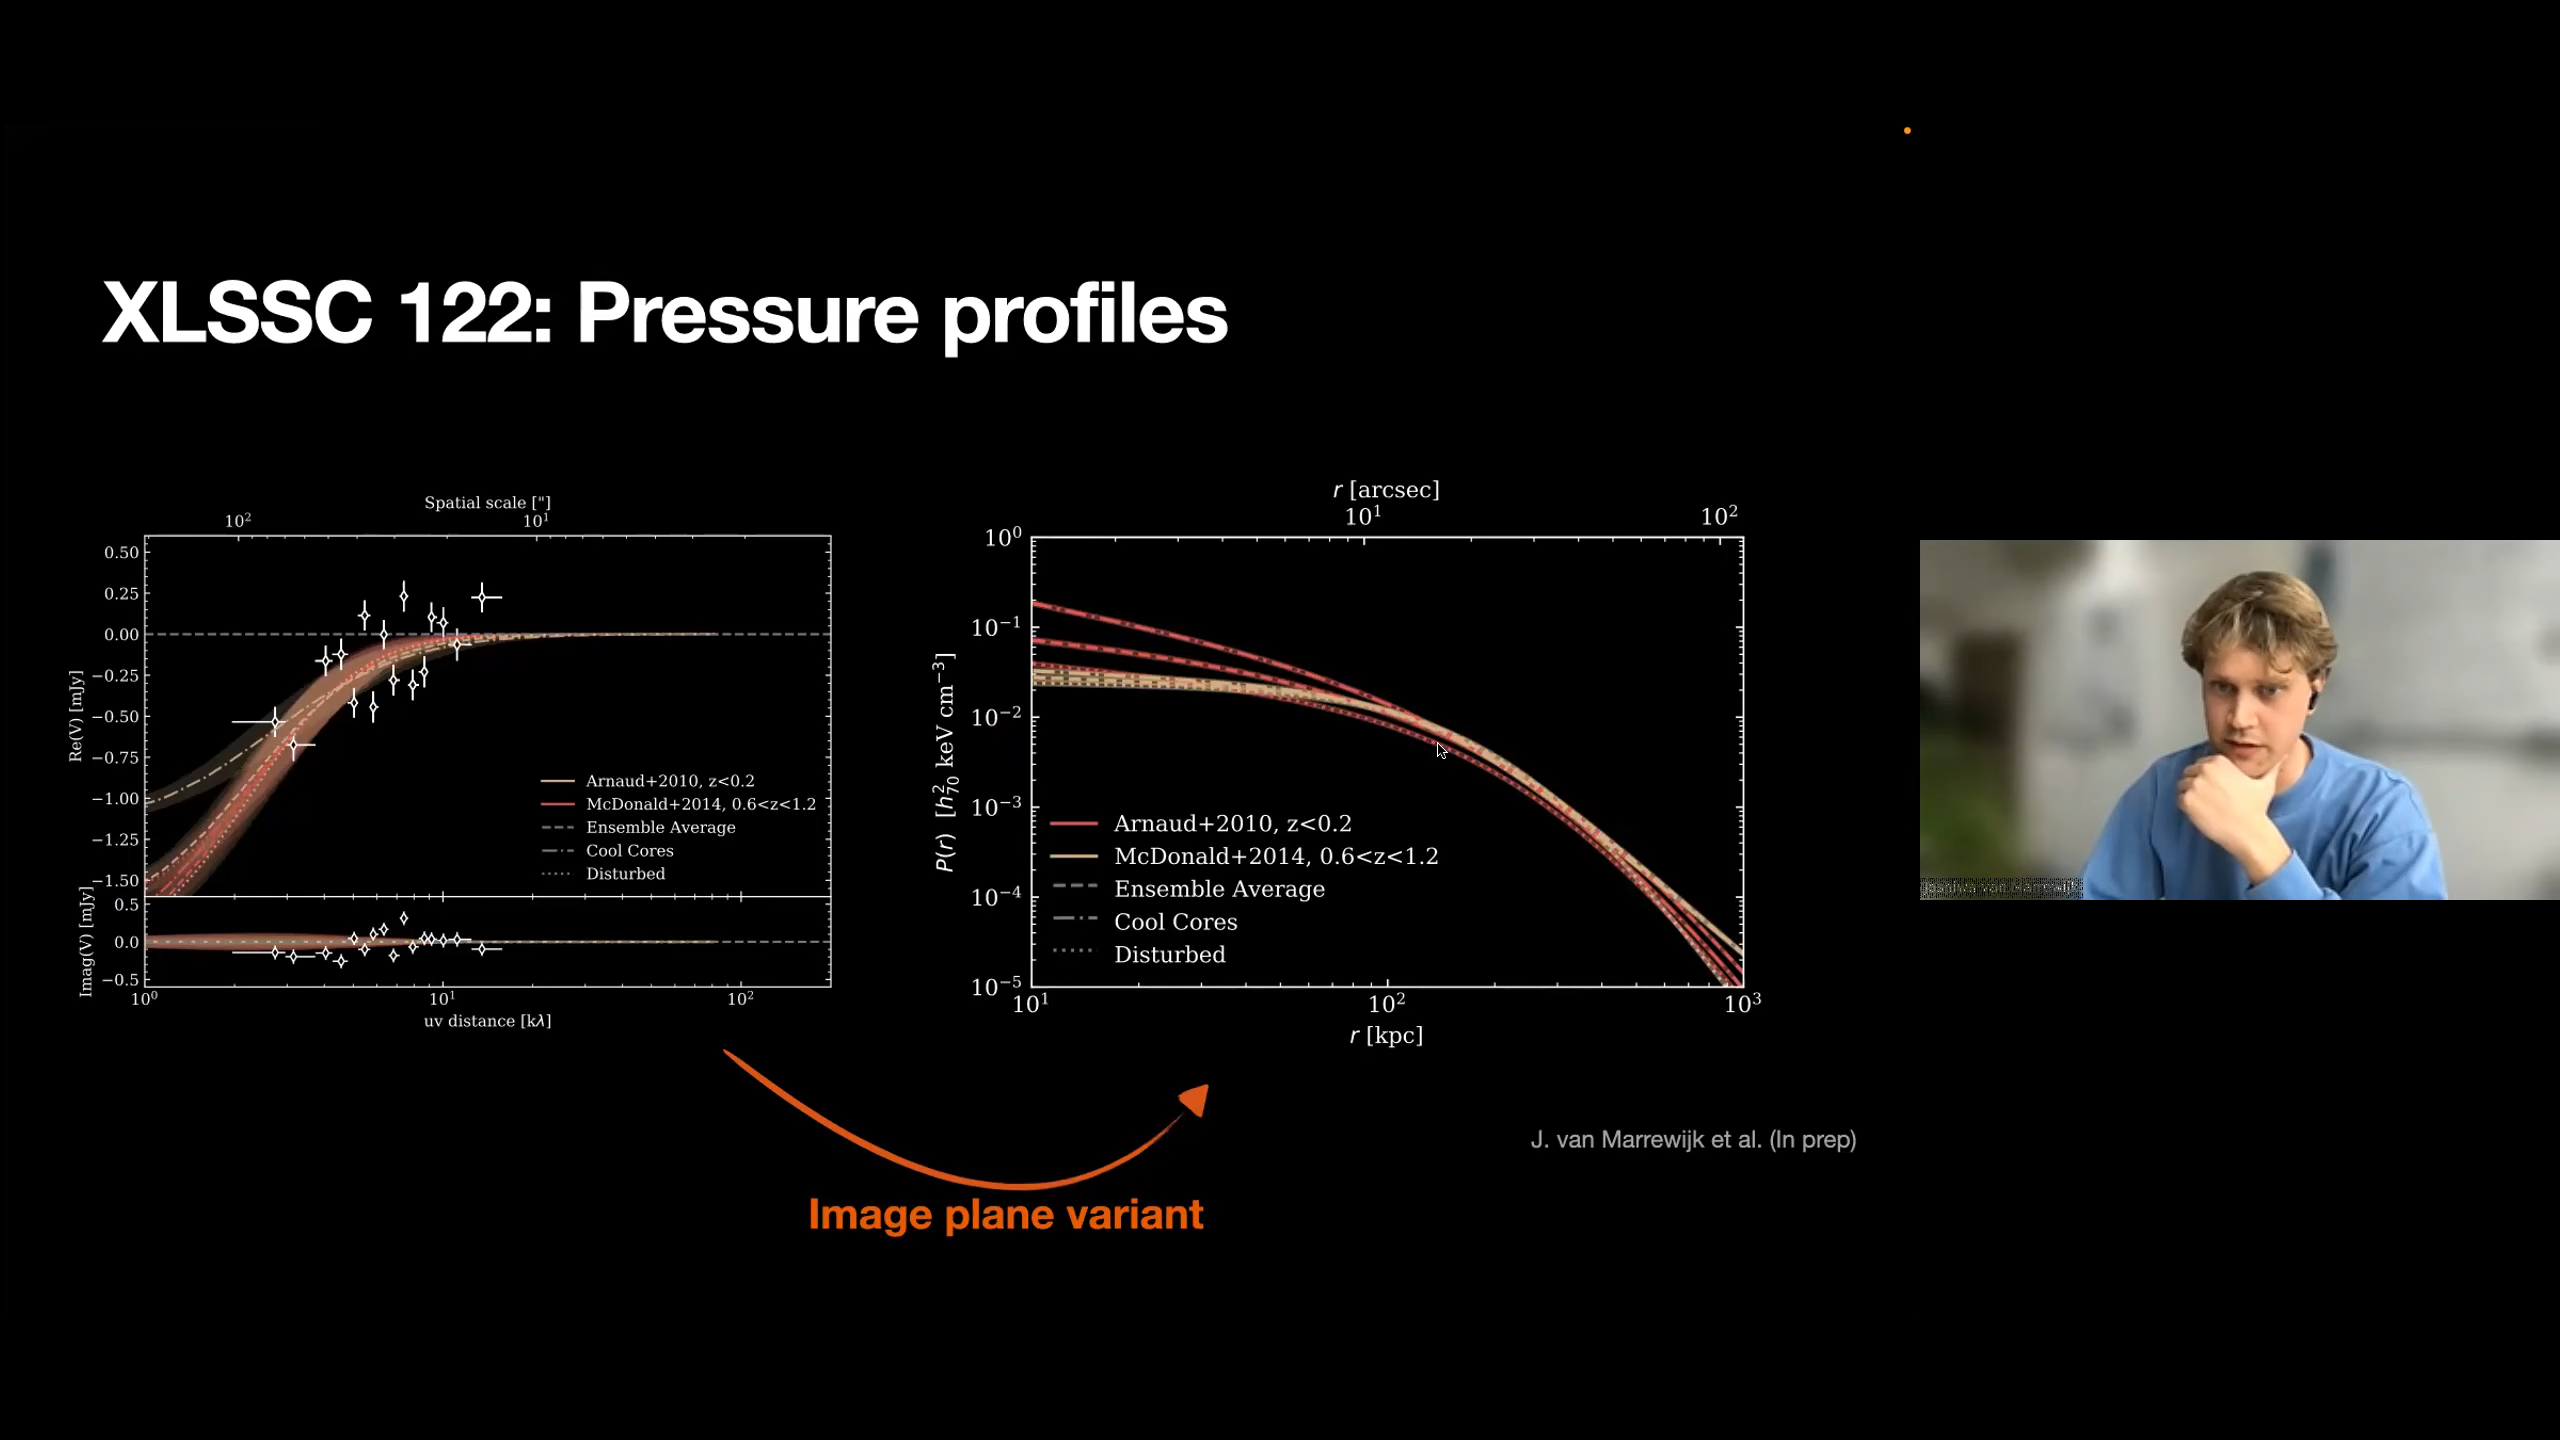 XLSSC 122: Pressure profiles
Spatial scale ["]
10² 10¹
0.50
0.25
0.00
−0.25
−0.50
−0.75
−1.00
−1.25
−1.50
Re(V) [mJy]
Arnaud+2010, z<0.2
McDonald+2014, 0.6<z<1.2
Ensemble Average
Cool Cores
Disturbed
0.5
0.0
−0.5
Imag(V) [mJy]
10⁰ 10¹ 10²
uv distance [kλ]
r [arcsec]
10¹ 10²
10⁰
10⁻¹
10⁻²
10⁻³
10⁻⁴
10⁻⁵
P(r) [h²₇₀ keV cm⁻³]
Arnaud+2010, z<0.2
McDonald+2014, 0.6<z<1.2
Ensemble Average
Cool Cores
Disturbed
10¹ 10² 10³
r [kpc]
van Marrewijk
J. van Marrewijk et al. (In prep)
Image plane variant